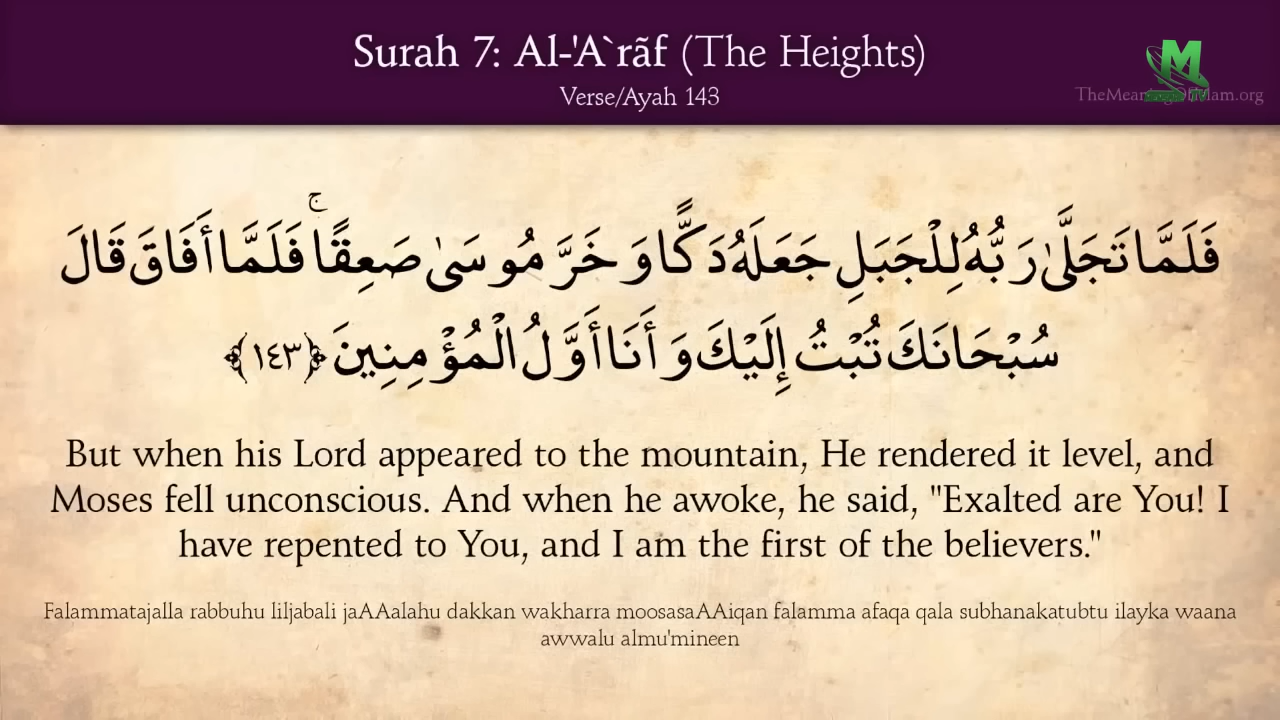 Surah 7: Al-'A`rãf (The Heights)
Verse/Ayah 143
M
فَلَمَّا تَجَلَّىٰ رَبُّهُ لِلْجَبَلِ جَعَلَهُ دَكًّا وَخَرَّ مُوسَىٰ صَعِقًا ۚ فَلَمَّا أَفَاقَ قَالَ
سُبْحَانَكَ تُبْتُ إِلَيْكَ وَأَنَا أَوَّلُ الْمُؤْمِنِينَ ﴿١٤٣﴾
But when his Lord appeared to the mountain, He rendered it level, and
Moses fell unconscious. And when he awoke, he said, "Exalted are You! I
have repented to You, and I am the first of the believers."
Falammatajalla rabbuhu liljabali jaAAalahu dakkan wakharra moosasaAAiqan falamma afaqa qala subhanakatubtu ilayka waana
awwalu almu'mineen